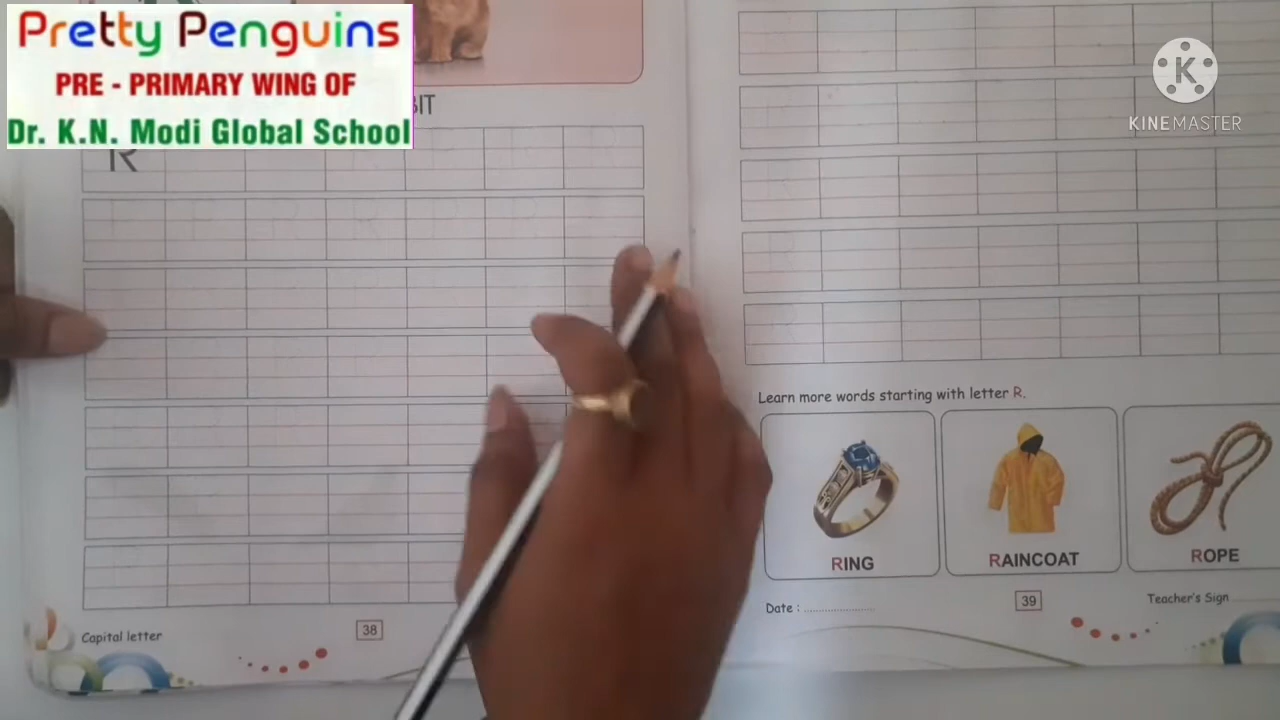 Pretty Penguins
PRE - PRIMARY WING OF
Dr. K.N. Modi Global School
K
KINEMASTER
BIT
R
Learn more words starting with letter R.
RING
RAINCOAT
ROPE
Date : ....................
39
Teacher's Sign
Capital letter
38